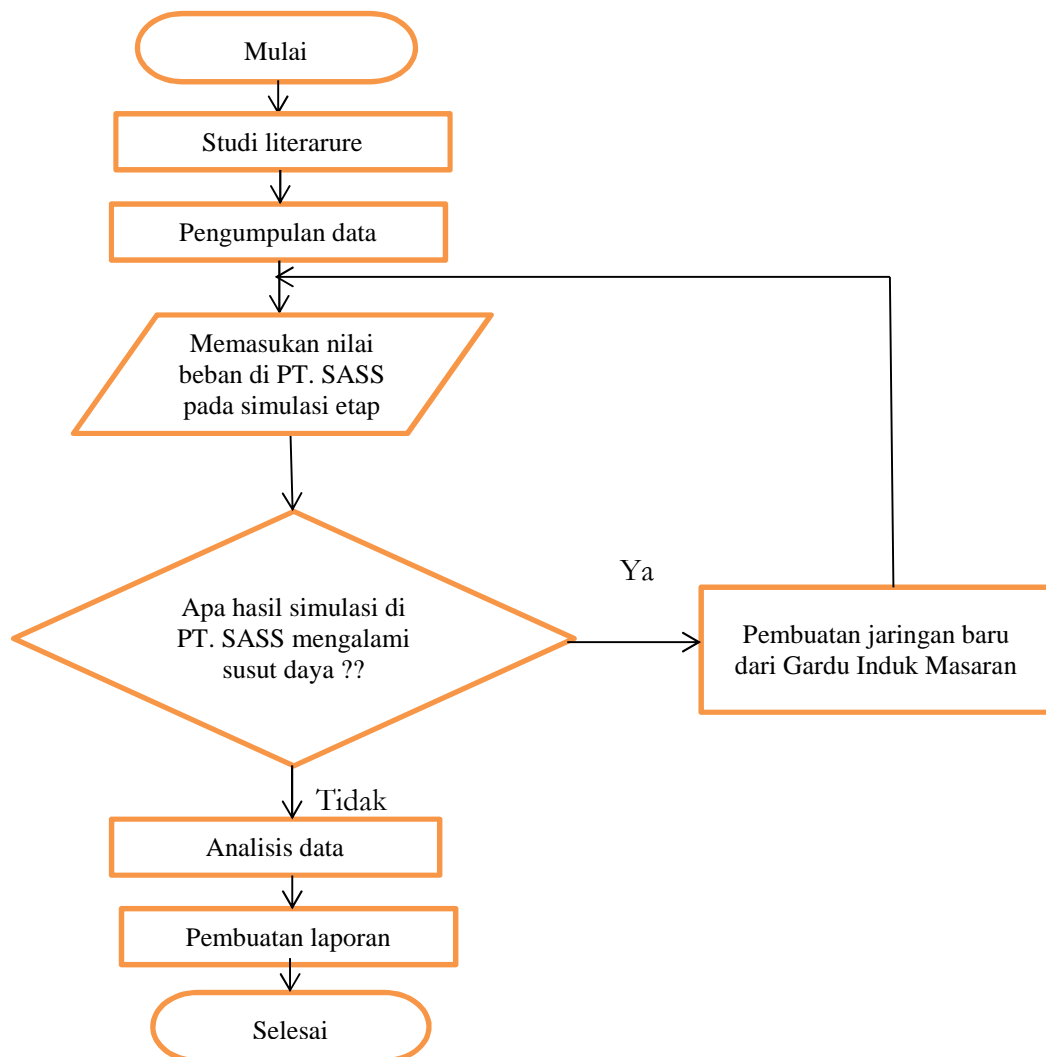 Mulai
Studi literarure
Pengumpulan data
Memasukan nilai
beban di PT. SASS
pada simulasi etap
Apa hasil simulasi di
PT. SASS mengalami
susut daya ??
Ya
Pembuatan jaringan baru
dari Gardu Induk Masaran
Tidak
Analisis data
Pembuatan laporan
Selesai